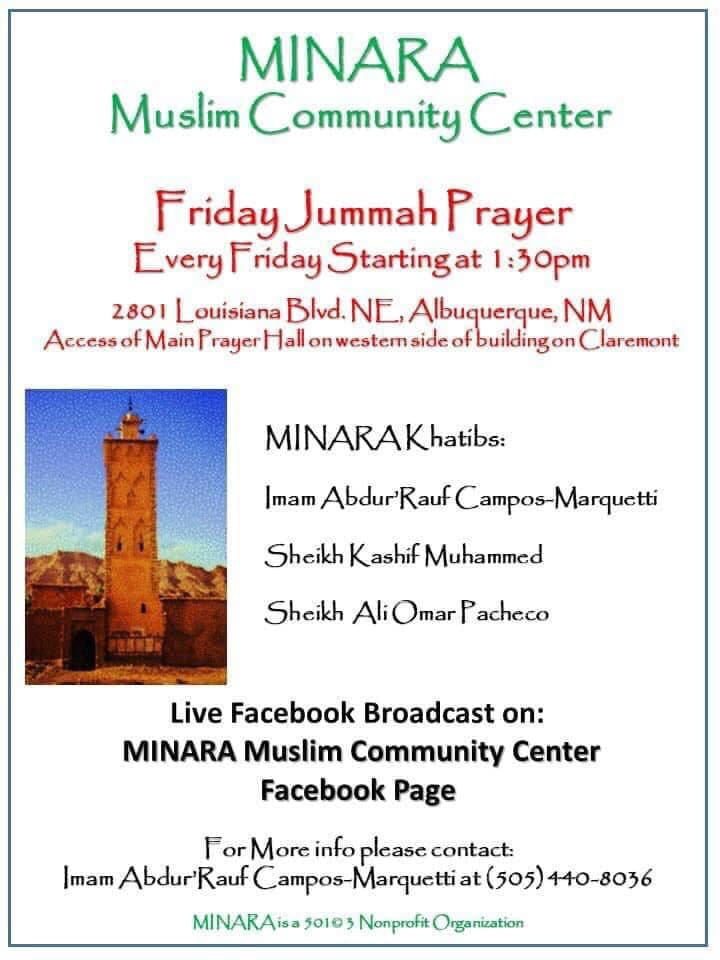 MINARA
Muslim Community Center
Friday Jummah Prayer
Every Friday Starting at 1:30pm
2801 Louisiana Blvd. NE, Albuquerque, NM
Access of Main Prayer Hall on western side of building on Claremont
MINARA Khatibs:
Imam Abdur'Rauf Campos-Marquetti
Sheikh Kashif Muhammed
Sheikh Ali Omar Pacheco
Live Facebook Broadcast on:
MINARA Muslim Community Center
Facebook Page
For More info please contact:
Imam Abdur'Rauf Campos-Marquetti at (505) 440-8036
MINARA is a 501© 3 Nonprofit Organization